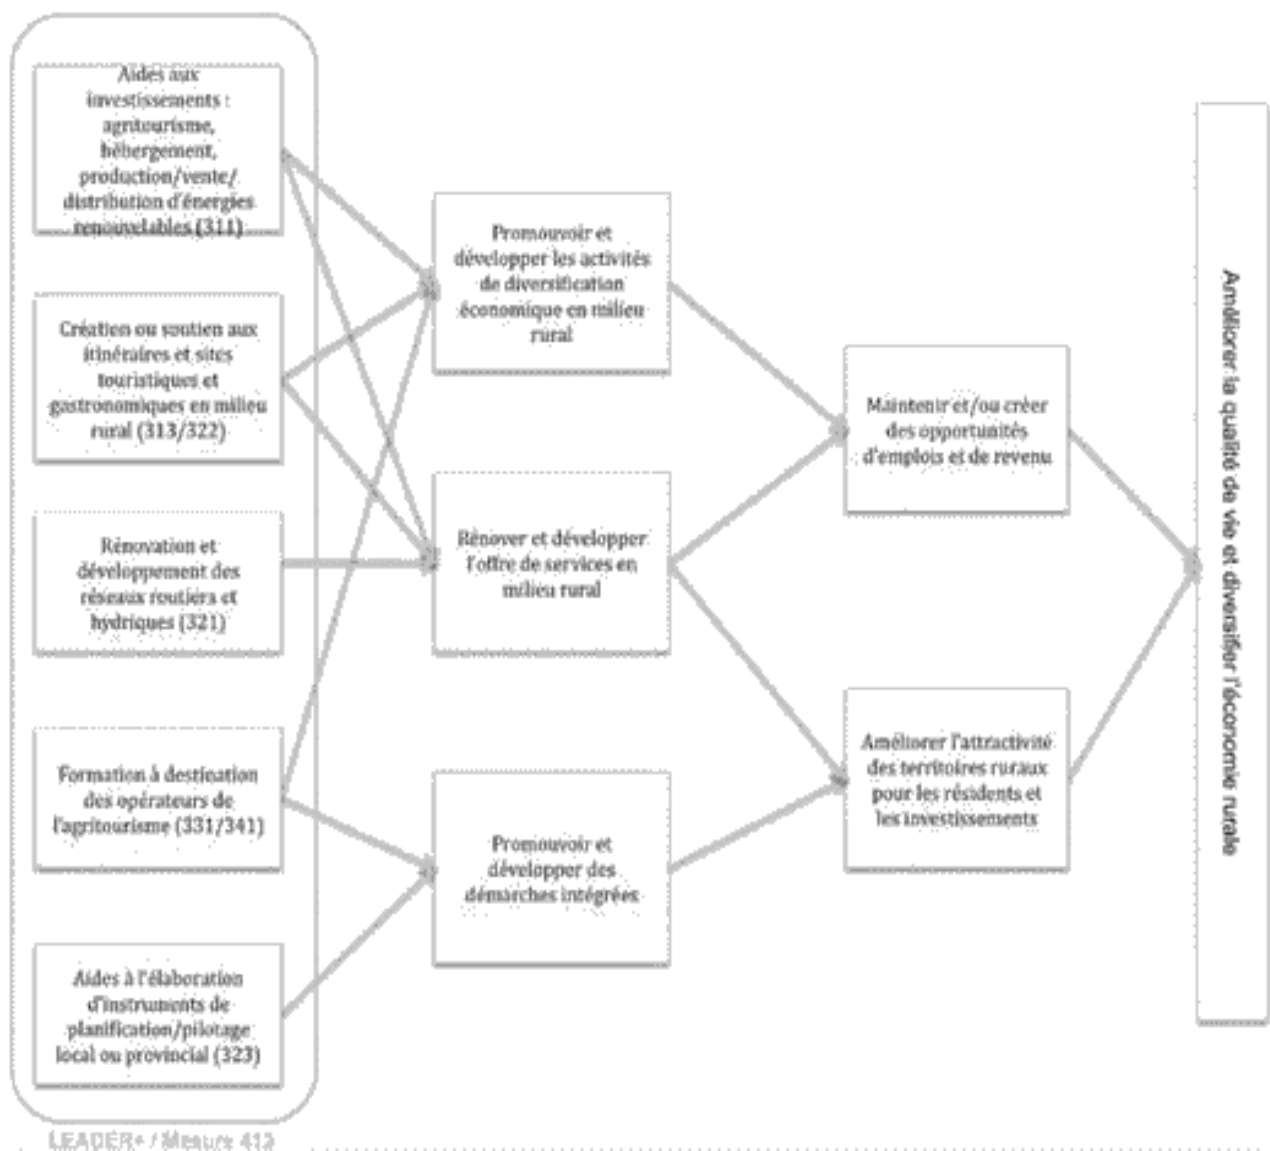 Aides aux
investissements :
agritourisme,
hébergement,
production/vente/
distribution d'énergies
renouvelables (311)
Création ou soutien aux
itinéraires et sites
touristiques et
gastronomiques en milieu
rural (313/322)
Rénovation et
développement des
réseaux routiers et
hydriques (321)
Formation à destination
des opérateurs de
l'agritourisme (331/341)
Aides à l'élaboration
d'instruments de
planification/pilotage
local ou provincial (323)
LEADER+ / Mesure 413
Promouvoir et
développer les activités
de diversification
économique en milieu
rural
Rénover et développer
l'offre de services en
milieu rural
Promouvoir et
développer des
démarches intégrées
Maintenir et/ou créer
des opportunités
d'emplois et de revenu
Améliorer l'attractivité
des territoires ruraux
pour les résidents et
les investissements
Améliorer la qualité de vie et diversifier l'économie rurale